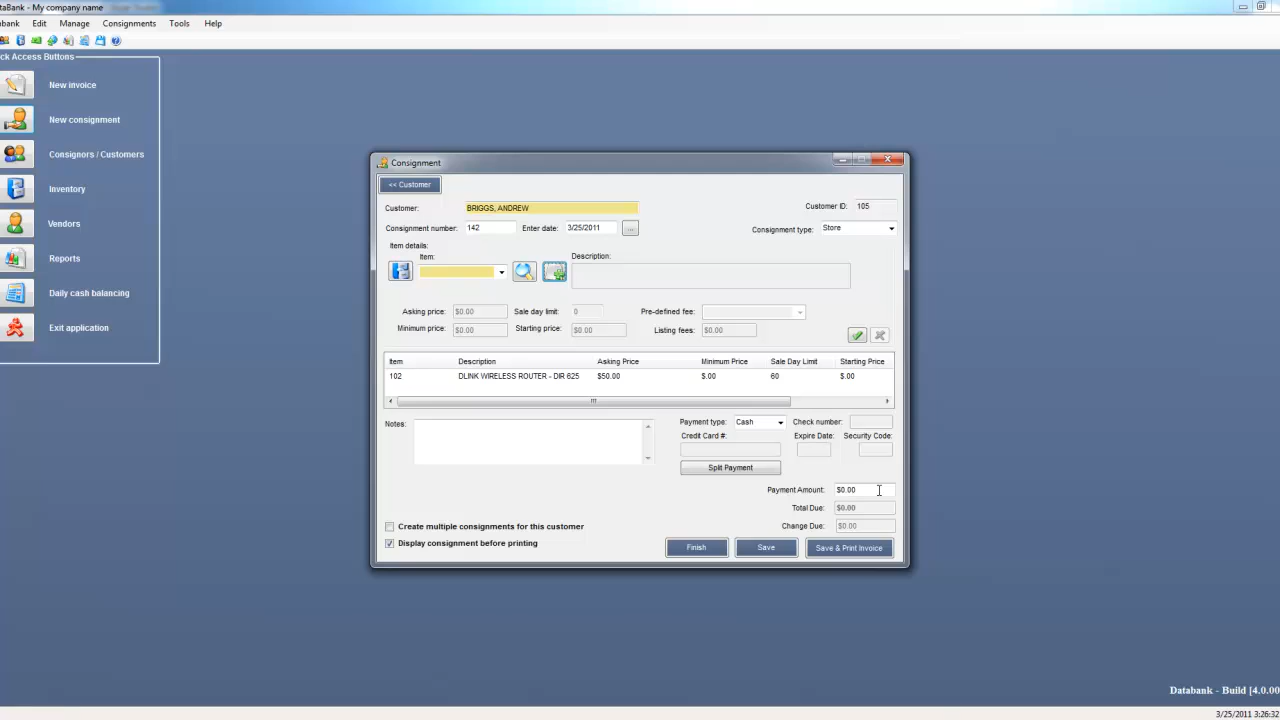 DataBank - My company name
bank Edit Manage Consignments Tools Help
ck Access Buttons
New invoice
New consignment
Consignors / Customers
Inventory
Vendors
Reports
Daily cash balancing
Exit application
Consignment
<< Customer
Customer: BRIGGS, ANDREW Customer ID: 105
Consignment number: 142 Enter date: 3/25/2011 ... Consignment type: Store
Item details:
Item: Description:
Asking price: $0.00 Sale day limit: 0 Pre-defined fee:
Minimum price: $0.00 Starting price: $0.00 Listing fees: $0.00
Item Description Asking Price Minimum Price Sale Day Limit Starting Price
102 DLINK WIRELESS ROUTER - DIR 625 $50.00 $.00 60 $.00
Notes: Payment type: Cash Check number:
Credit Card #: Expire Date: Security Code:
Split Payment
Payment Amount: $0.00
Total Due: $0.00
Change Due: $0.00
Create multiple consignments for this customer
Display consignment before printing
Finish Save Save & Print Invoice
Databank - Build [4.0.00
3/25/2011 3:26:32